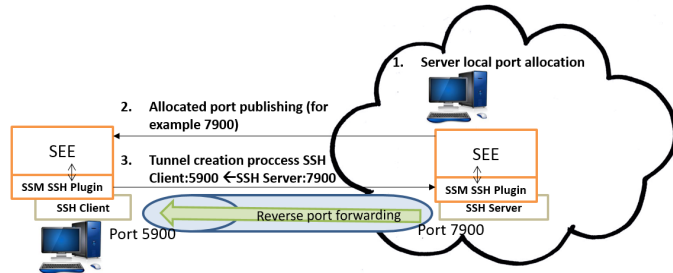 1. Server local port allocation
2. Allocated port publishing (for
example 7900)
SEE
SEE
3. Tunnel creation proccess SSH
Client:5900 ←SSH Server:7900
SSM SSH Plugin
SSM SSH Plugin
SSH Client
SSH Server
Reverse port forwarding
Port 5900
Port 7900